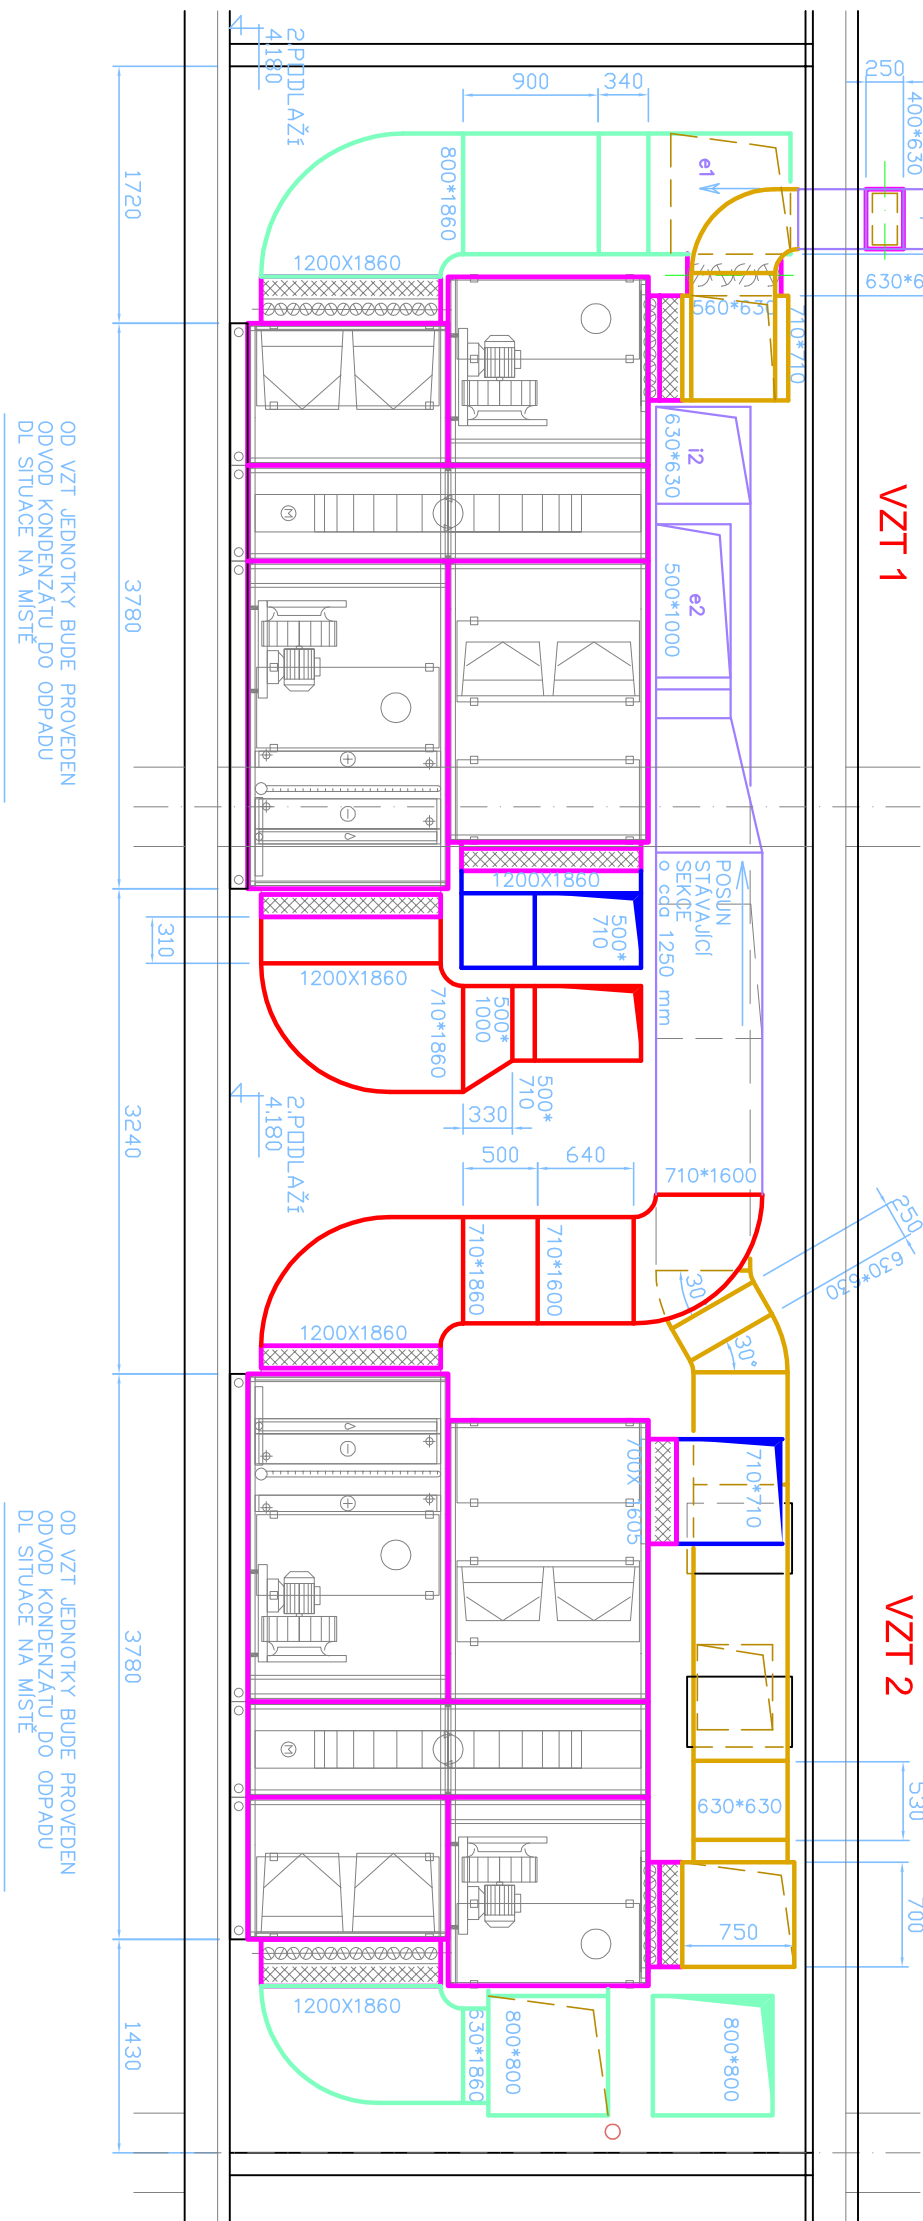 2.PODLAŽÍ
4.180
900
340
250
400*630
1720
800*1860
e1
1200X1860
560*630
710*710
VZT 1
630*630
i2
500*1000
e2
M
3780
OD VZT JEDNOTKY BUDE PROVEDEN
ODVOD KONDENZÁTU DO ODPADU
DL SITUACE NA MÍSTĚ
1200X1860
500*
710
POSUN
STÁVAJÍCÍ
SEKCE
o cca 1250 mm
310
1200X1860
710*1860
500*
1000
500*
710
330
2.PODLAŽÍ
4.180
3240
500
640
710*1600
250
630*630
710*1860
710*1600
30°
30°
1200X1860
700X 1605
710*710
VZT 2
OD VZT JEDNOTKY BUDE PROVEDEN
ODVOD KONDENZÁTU DO ODPADU
DL SITUACE NA MÍSTĚ
3780
M
530
630*630
700
750
1200X1860
630*1860
800*800
800*800
1430